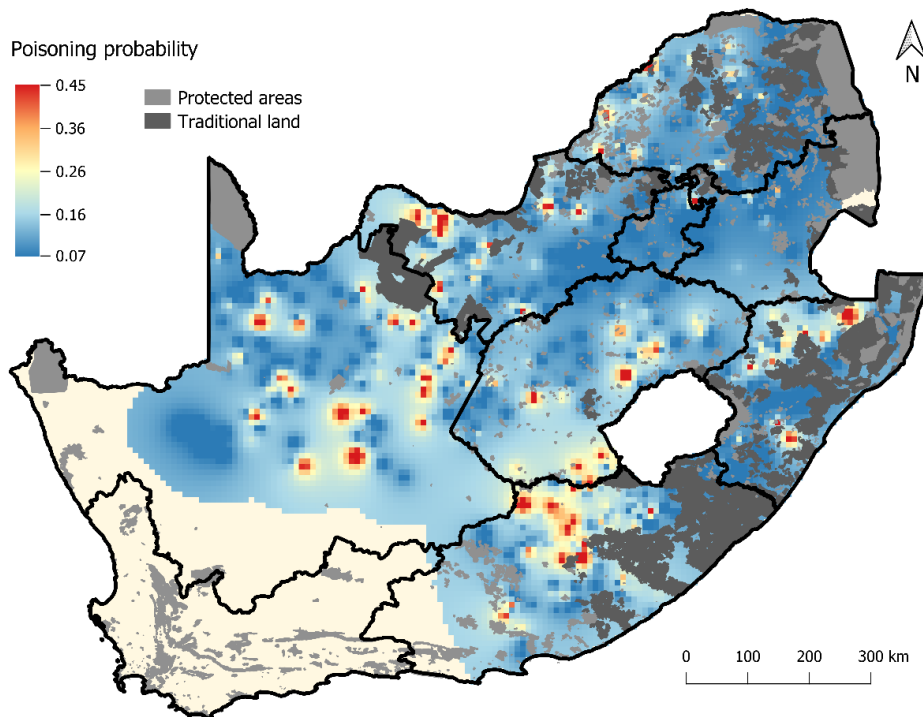 Poisoning probability
0.45
0.36
0.26
0.16
0.07
Protected areas
Traditional land
N
0 100 200 300 km